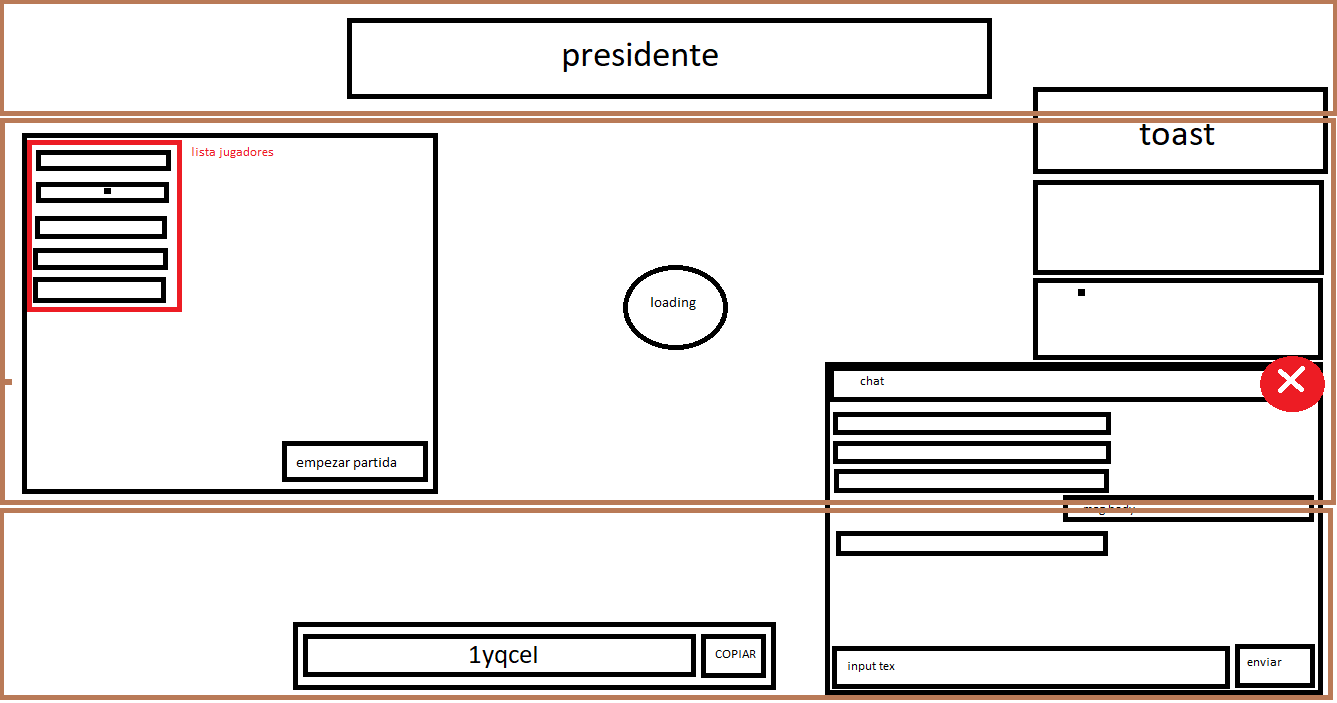 presidente
toast
lista jugadores
loading
chat
empezar partida
msg body
1yqcel
COPIAR
input tex
enviar